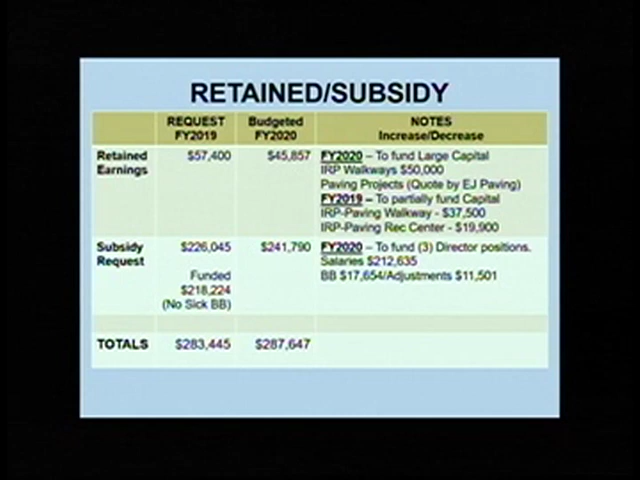 RETAINED/SUBSIDY
REQUEST FY2019
Budgeted FY2020
NOTES Increase/Decrease
Retained Earnings
$57,400
$45,857
FY2020 – To fund Large Capital
IRP Walkways $50,000
Paving Projects (Quote by EJ Paving)
FY2019 – To partially fund Capital
IRP-Paving Walkway - $37,500
IRP-Paving Rec Center - $19,900
Subsidy Request
$226,045
Funded
$218,224
(No Sick BB)
$241,790
FY2020 – To fund (3) Director positions.
Salaries $212,635
BB $17,654/Adjustments $11,501
TOTALS
$283,445
$287,647